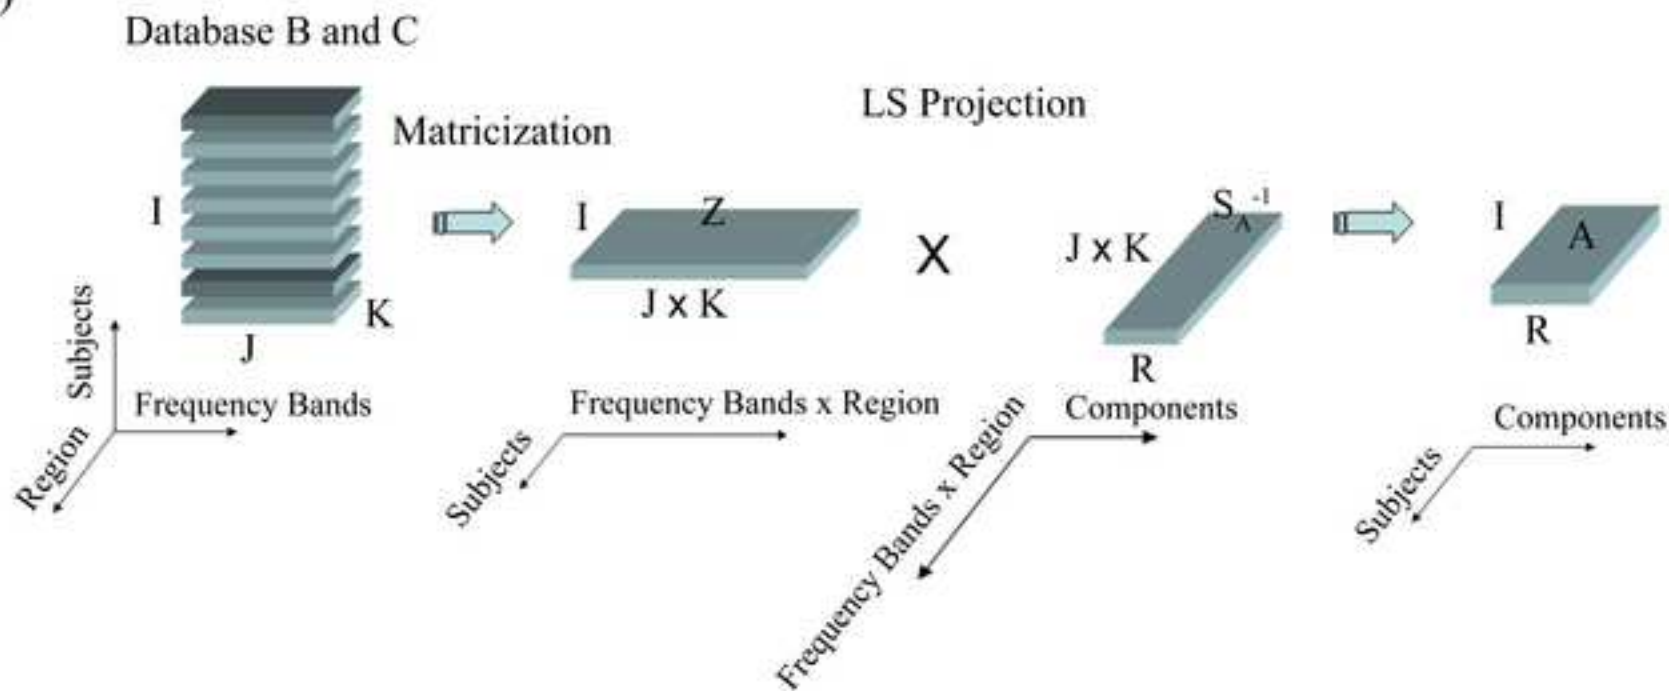 )
Database B and C
Matricization
LS Projection
I
J
K
Subjects
Frequency Bands
Region
I
Z
J x K
Frequency Bands x Region
Subjects
X
J x K
S_A^-1
R
Components
Frequency Bands x Region
I
A
R
Components
Subjects